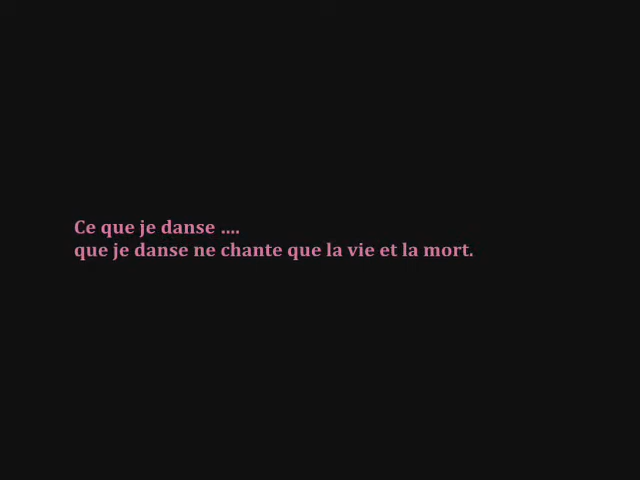 Ce que je danse ....
que je danse ne chante que la vie et la mort.